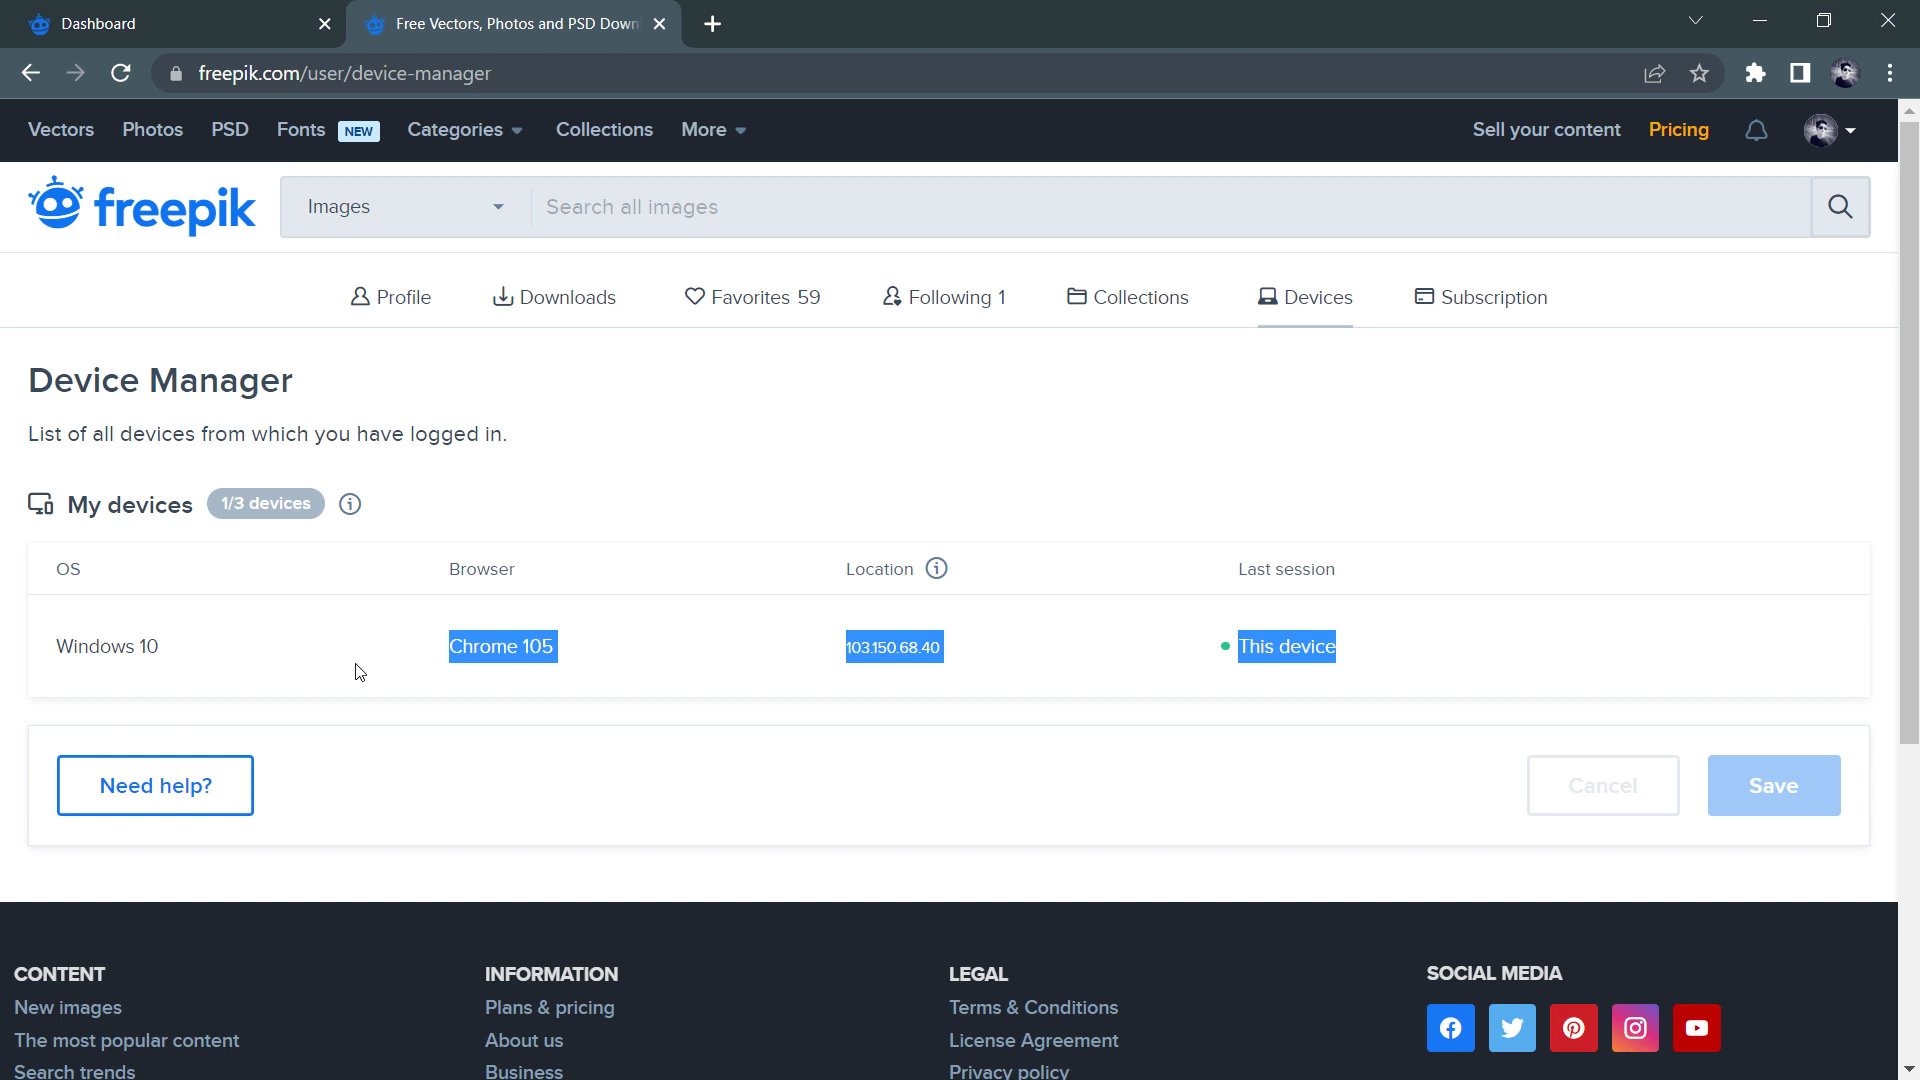 Dashboard
Free Vectors, Photos and PSD Down
freepik.com/user/device-manager
Vectors Photos PSD Fonts NEW Categories Collections More Sell your content Pricing
freepik Images Search all images
Profile Downloads Favorites 59 Following 1 Collections Devices Subscription
Device Manager
List of all devices from which you have logged in.
My devices 1/3 devices
OS Browser Location Last session
Windows 10 Chrome 105 103.150.68.40 This device
Need help? Cancel Save
CONTENT INFORMATION LEGAL SOCIAL MEDIA
New images Plans & pricing Terms & Conditions
The most popular content About us License Agreement
Search trends Business Privacy policy